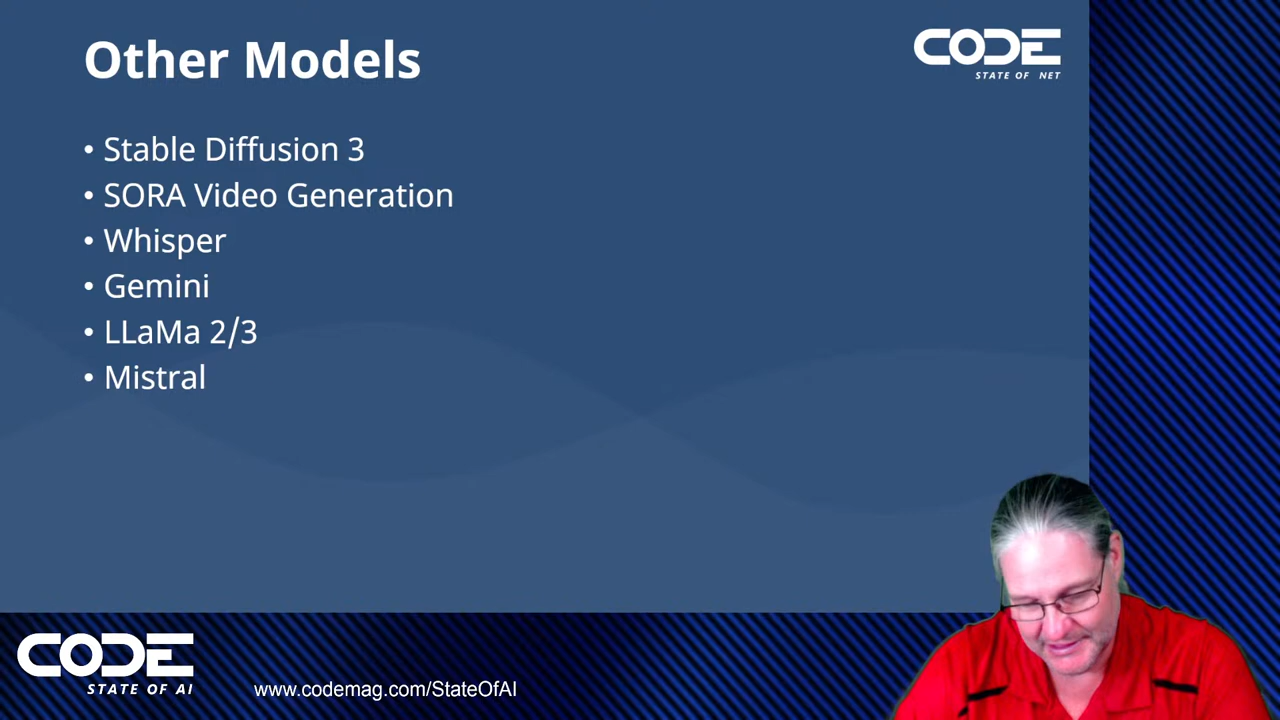 Other Models
CODE
STATE OF NET
• Stable Diffusion 3
• SORA Video Generation
• Whisper
• Gemini
• LLaMa 2/3
• Mistral
CODE
STATE OF AI
www.codemag.com/StateOfAI